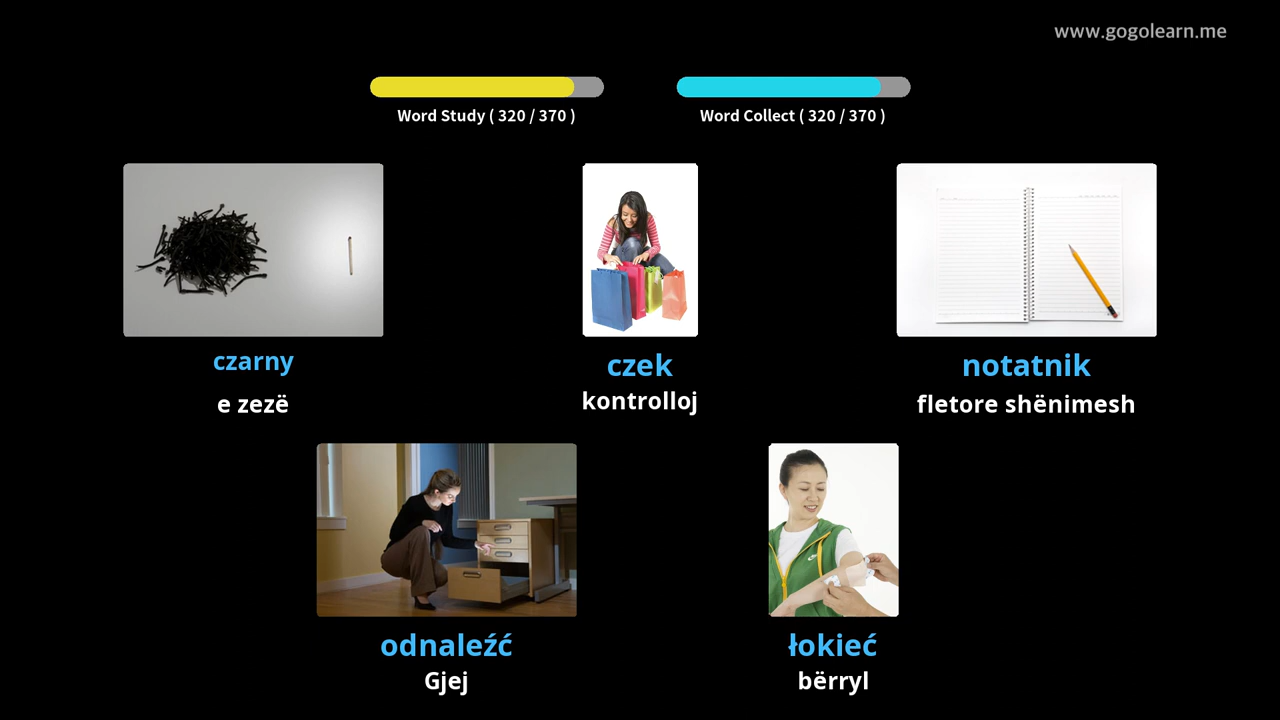 www.gogolearn.me
Word Study ( 320 / 370 )
Word Collect ( 320 / 370 )
czarny
e zezë
czek
kontrolloj
notatnik
fletore shënimesh
odnaleźć
Gjej
łokieć
bërryl